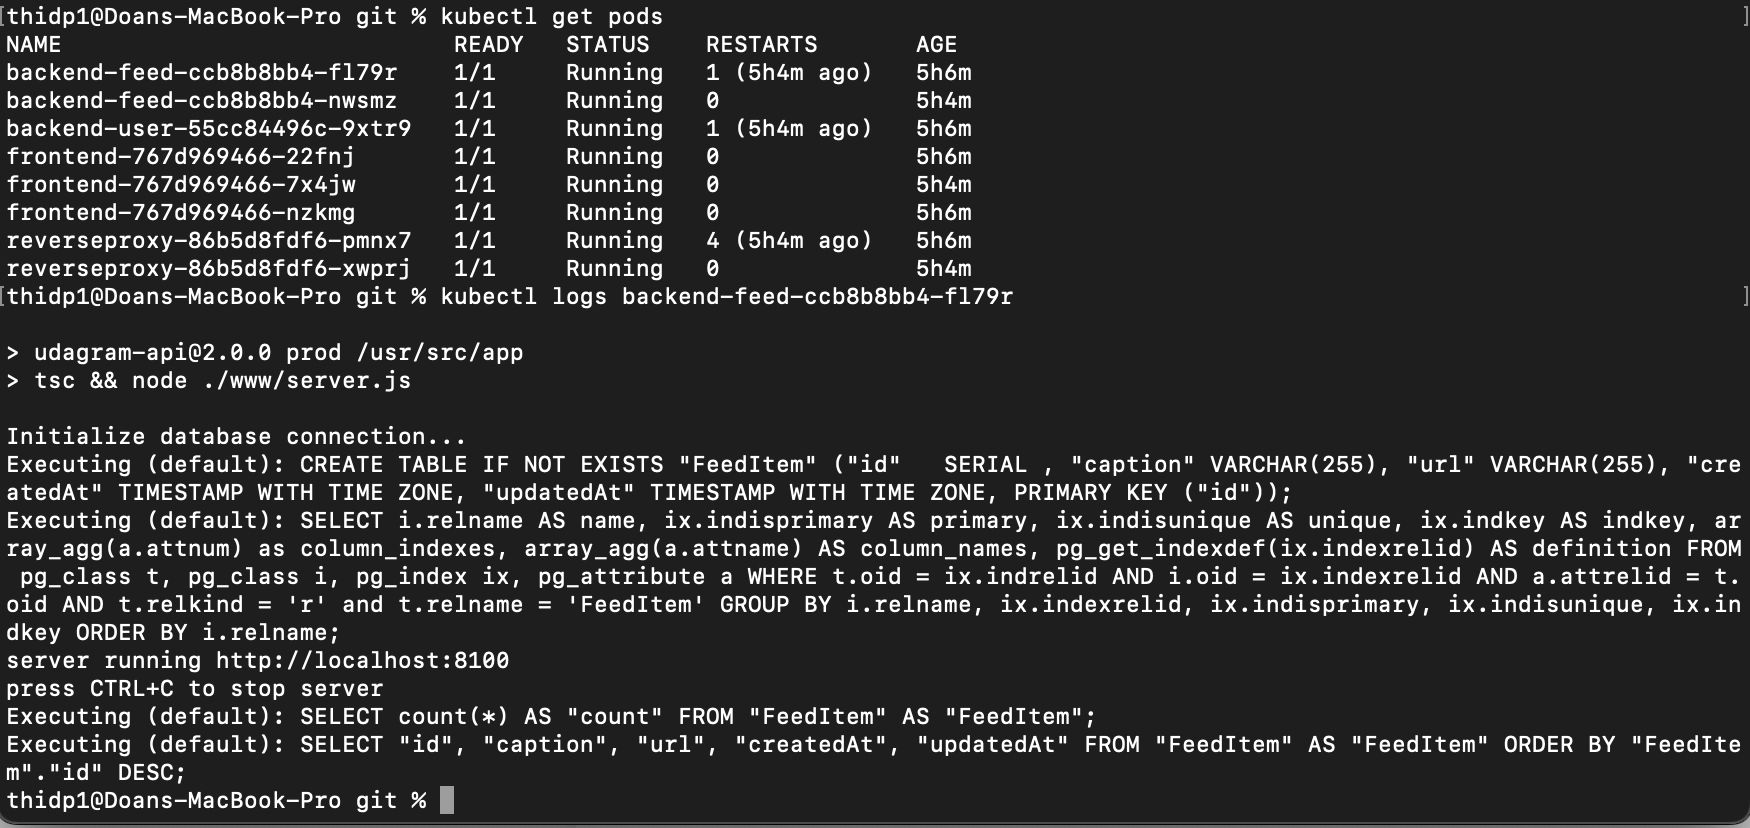 [thidp1@Doans-MacBook-Pro git % kubectl get pods ]
NAME READY STATUS RESTARTS AGE
backend-feed-ccb8b8bb4-fl79r 1/1 Running 1 (5h4m ago) 5h6m
backend-feed-ccb8b8bb4-nwsmz 1/1 Running 0 5h4m
backend-user-55cc84496c-9xtr9 1/1 Running 1 (5h4m ago) 5h6m
frontend-767d969466-22fnj 1/1 Running 0 5h6m
frontend-767d969466-7x4jw 1/1 Running 0 5h4m
frontend-767d969466-nzkmg 1/1 Running 0 5h6m
reverseproxy-86b5d8fdf6-pmnx7 1/1 Running 4 (5h4m ago) 5h6m
reverseproxy-86b5d8fdf6-xwprj 1/1 Running 0 5h4m
[thidp1@Doans-MacBook-Pro git % kubectl logs backend-feed-ccb8b8bb4-fl79r ]
> udagram-api@2.0.0 prod /usr/src/app
> tsc && node ./www/server.js
Initialize database connection...
Executing (default): CREATE TABLE IF NOT EXISTS "FeedItem" ("id"   SERIAL , "caption" VARCHAR(255), "url" VARCHAR(255), "cre
atedAt" TIMESTAMP WITH TIME ZONE, "updatedAt" TIMESTAMP WITH TIME ZONE, PRIMARY KEY ("id"));
Executing (default): SELECT i.relname AS name, ix.indisprimary AS primary, ix.indisunique AS unique, ix.indkey AS indkey, ar
ray_agg(a.attnum) as column_indexes, array_agg(a.attname) AS column_names, pg_get_indexdef(ix.indexrelid) AS definition FROM
 pg_class t, pg_class i, pg_index ix, pg_attribute a WHERE t.oid = ix.indrelid AND i.oid = ix.indexrelid AND a.attrelid = t.
oid AND t.relkind = 'r' and t.relname = 'FeedItem' GROUP BY i.relname, ix.indexrelid, ix.indisprimary, ix.indisunique, ix.in
dkey ORDER BY i.relname;
server running http://localhost:8100
press CTRL+C to stop server
Executing (default): SELECT count(*) AS "count" FROM "FeedItem" AS "FeedItem";
Executing (default): SELECT "id", "caption", "url", "createdAt", "updatedAt" FROM "FeedItem" AS "FeedItem" ORDER BY "FeedIte
m"."id" DESC;
thidp1@Doans-MacBook-Pro git %